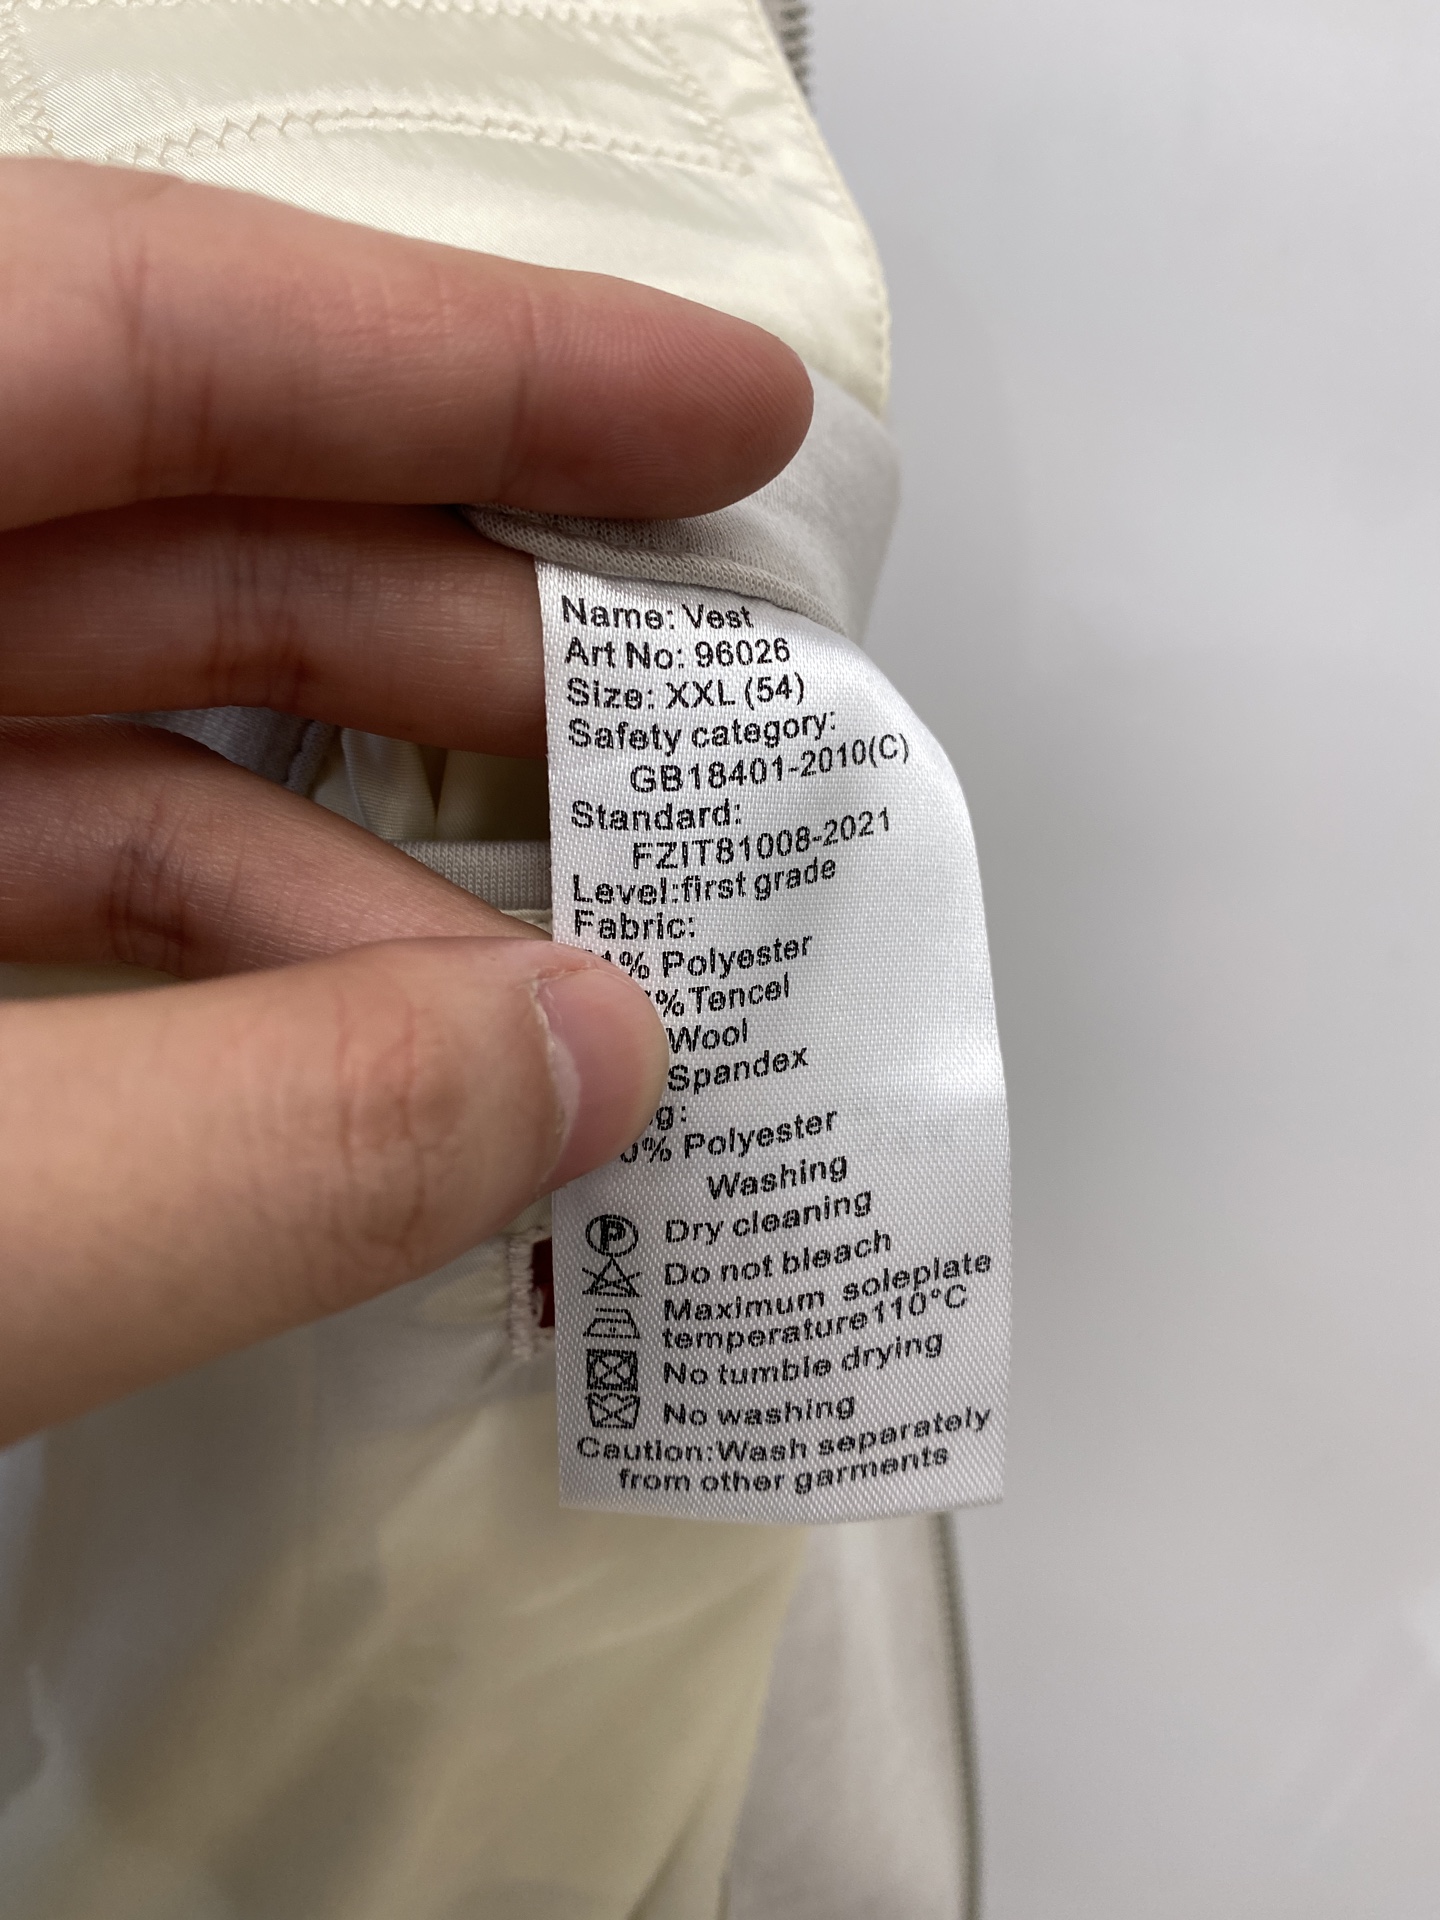 Name: Vest
Art No: 96026
Size: XXL (54)
Safety category:
GB18401-2010(C)
Standard:
FZIT81008-2021
Level:first grade
Fabric:
1% Polyester
% Tencel
Wool
Spandex
g:
0% Polyester
Washing
P Dry cleaning
Do not bleach
Maximum soleplate
temperature110°C
No tumble drying
No washing
Caution:Wash separately
from other garments